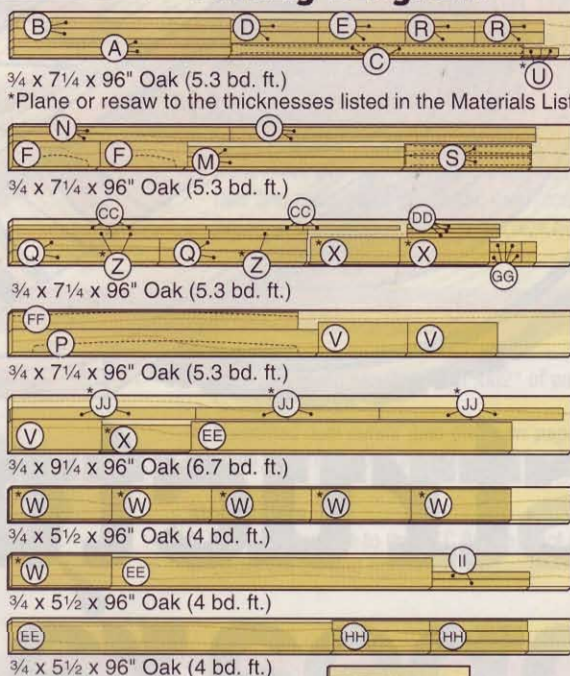 B D E R R
A C *U
¾ x 7¼ x 96" Oak (5.3 bd. ft.)
*Plane or resaw to the thicknesses listed in the Materials List
N O
F F M S
¾ x 7¼ x 96" Oak (5.3 bd. ft.)
CC CC DD
Q *Z Q *Z *X *X GG
¾ x 7¼ x 96" Oak (5.3 bd. ft.)
FF
P V V
¾ x 7¼ x 96" Oak (5.3 bd. ft.)
*JJ *JJ *JJ
V *X EE
¾ x 9¼ x 96" Oak (6.7 bd. ft.)
*W *W *W *W *W
¾ x 5½ x 96" Oak (4 bd. ft.)
*W EE II
¾ x 5½ x 96" Oak (4 bd. ft.)
EE HH HH
¾ x 5½ x 96" Oak (4 bd. ft.)